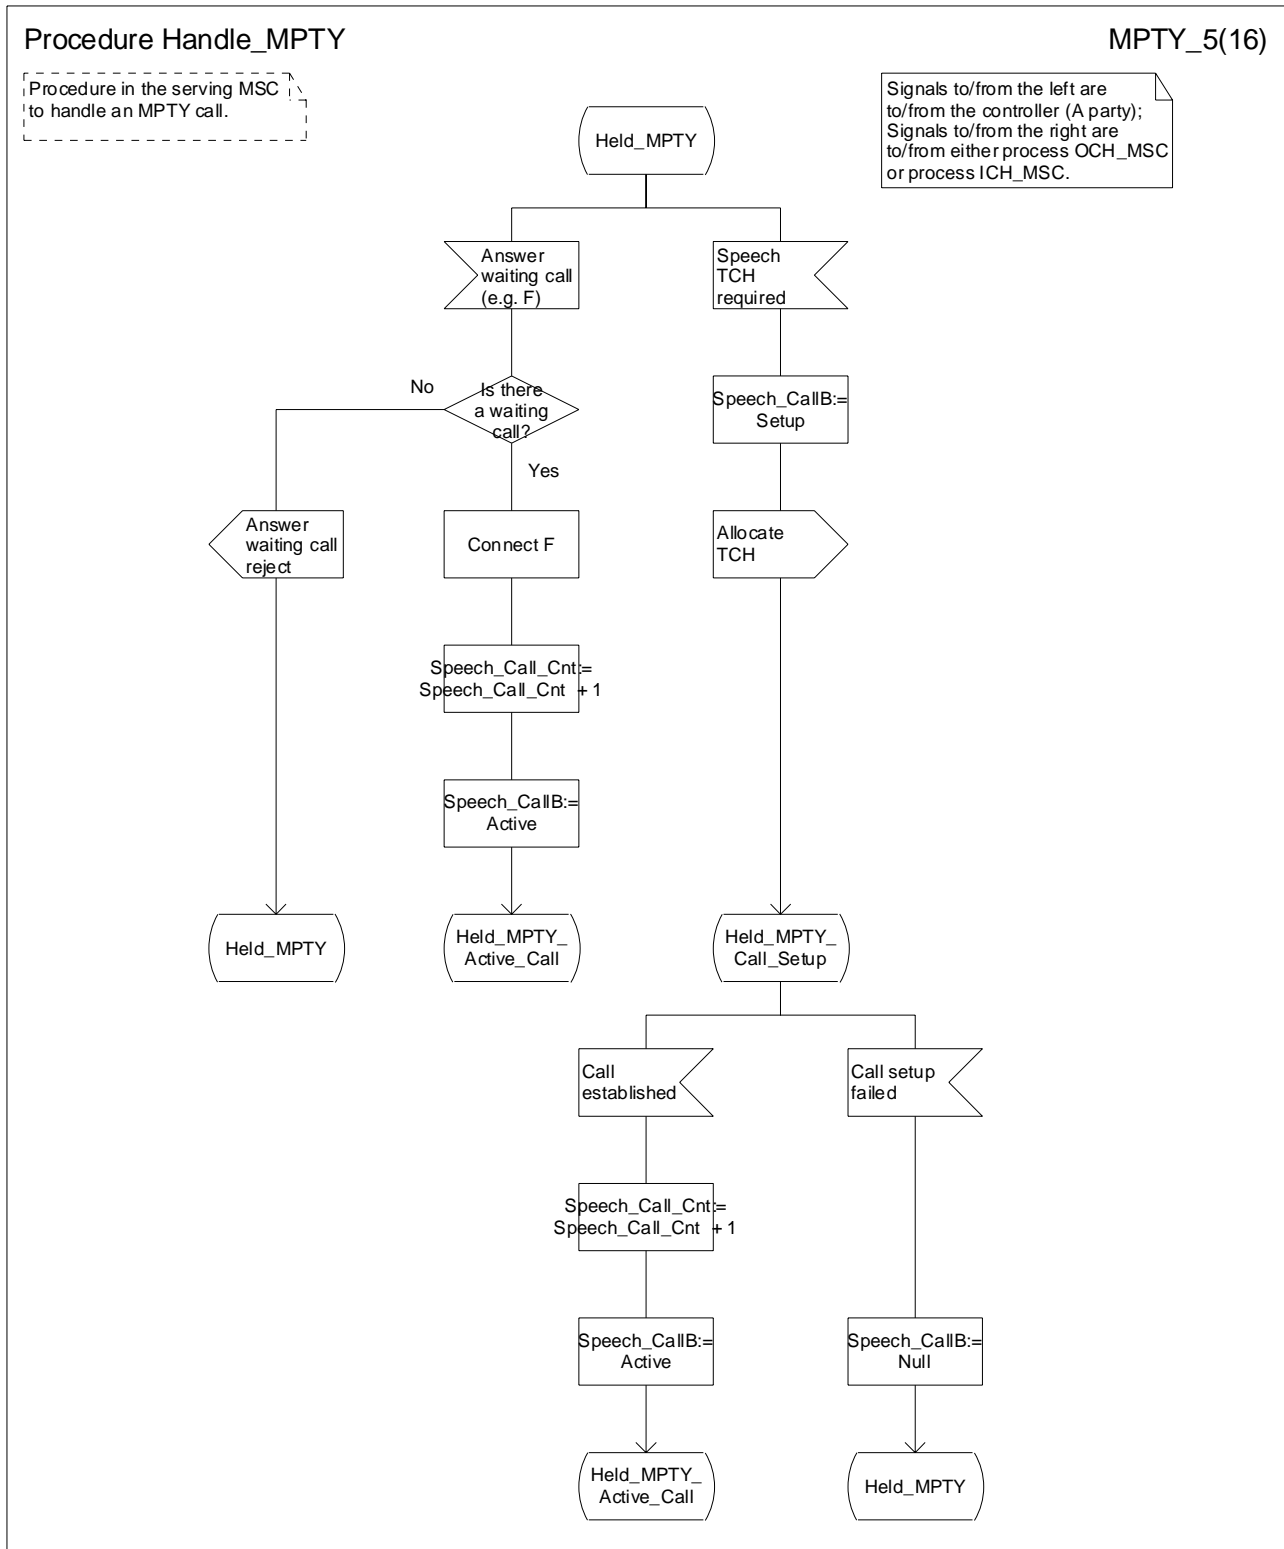 Procedure Handle_MPTY
MPTY_5(16)
Procedure in the serving MSC
to handle an MPTY call.
Signals to/from the left are
to/from the controller (A party);
Signals to/from the right are
to/from either process OCH_MSC
or process ICH_MSC.
Held_MPTY
Answer
waiting call
(e.g. F)
Speech
TCH
required
No
Is there
a waiting
call?
Speech_CallB:=
Setup
Yes
Answer
waiting call
reject
Connect F
Allocate
TCH
Speech_Call_Cnt:=
Speech_Call_Cnt + 1
Speech_CallB:=
Active
Held_MPTY
Held_MPTY_
Active_Call
Held_MPTY_
Call_Setup
Call
established
Call setup
failed
Speech_Call_Cnt:=
Speech_Call_Cnt + 1
Speech_CallB:=
Active
Speech_CallB:=
Null
Held_MPTY_
Active_Call
Held_MPTY